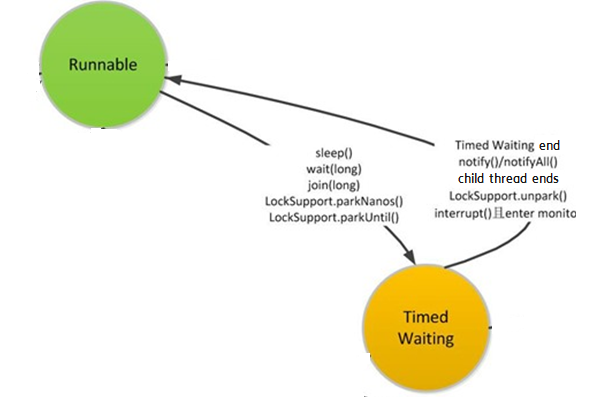 Runnable
sleep()
wait(long)
join(long)
LockSupport.parkNanos()
LockSupport.parkUntil()
Timed Waiting end
notify()/notifyAll()
child thread ends
LockSupport.unpark()
interrupt()且enter monito
Timed
Waiting